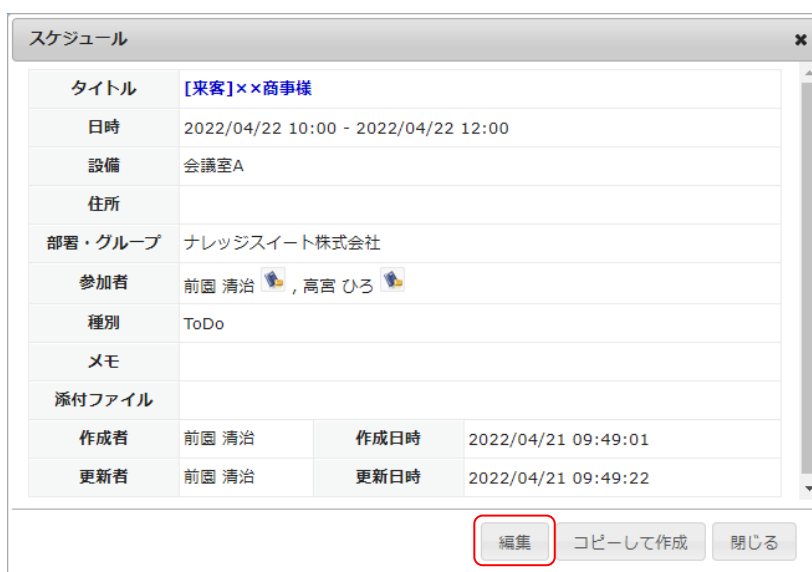 スケジュール
タイトル [来客]××商事様
日時 2022/04/22 10:00 - 2022/04/22 12:00
設備 会議室A
住所
部署・グループ ナレッジスイート株式会社
参加者 前園 清治 , 高宮 ひろ
種別 ToDo
メモ
添付ファイル
作成者 前園 清治 作成日時 2022/04/21 09:49:01
更新者 前園 清治 更新日時 2022/04/21 09:49:22
編集 コピーして作成 閉じる